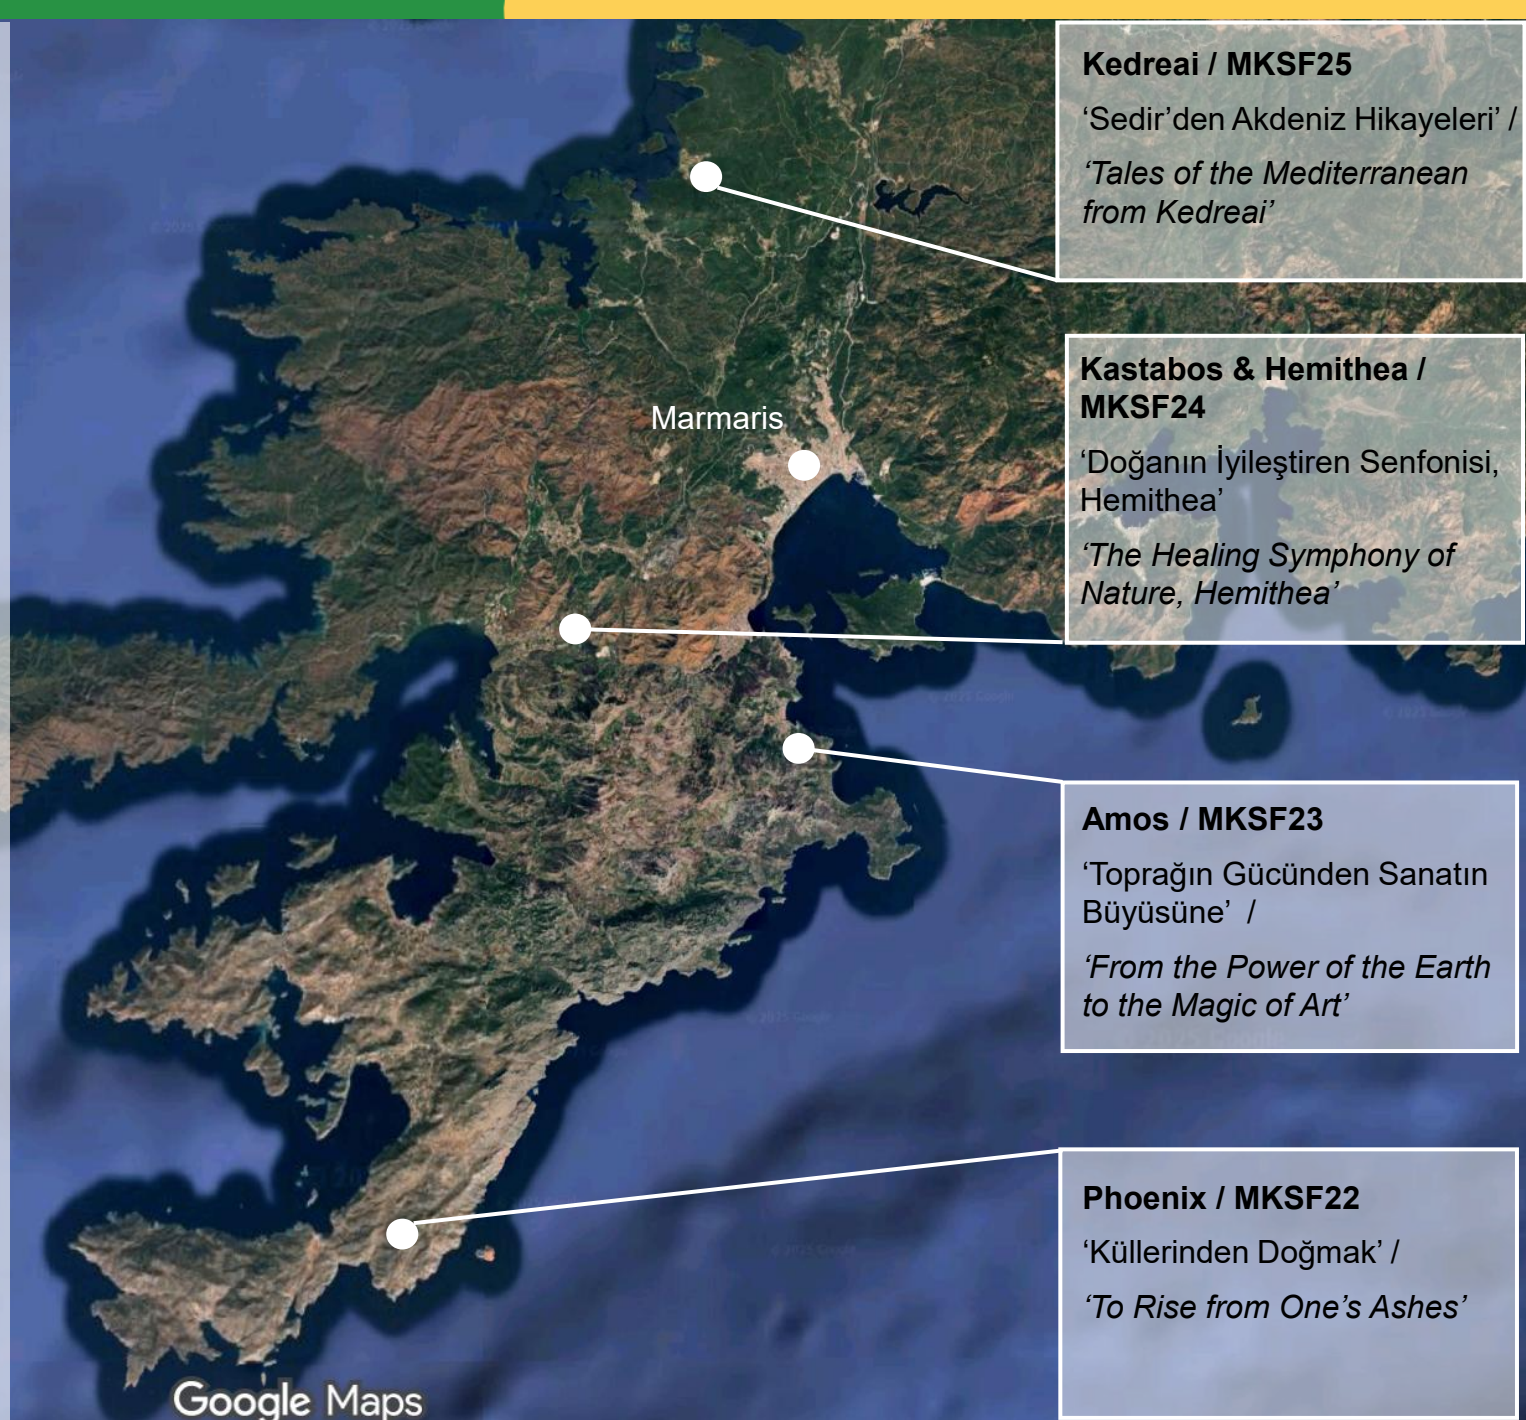 Kedreai / MKSF25
‘Sedir’den Akdeniz Hikayeleri’ /
‘Tales of the Mediterranean
from Kedreai’
Marmaris
Kastabos & Hemithea /
MKSF24
‘Doğanın İyileştiren Senfonisi,
Hemithea’
‘The Healing Symphony of
Nature, Hemithea’
Amos / MKSF23
‘Toprağın Gücünden Sanatın
Büyüsüne’ /
‘From the Power of the Earth
to the Magic of Art’
Phoenix / MKSF22
‘Küllerinden Doğmak’ /
‘To Rise from One’s Ashes’
Google Maps